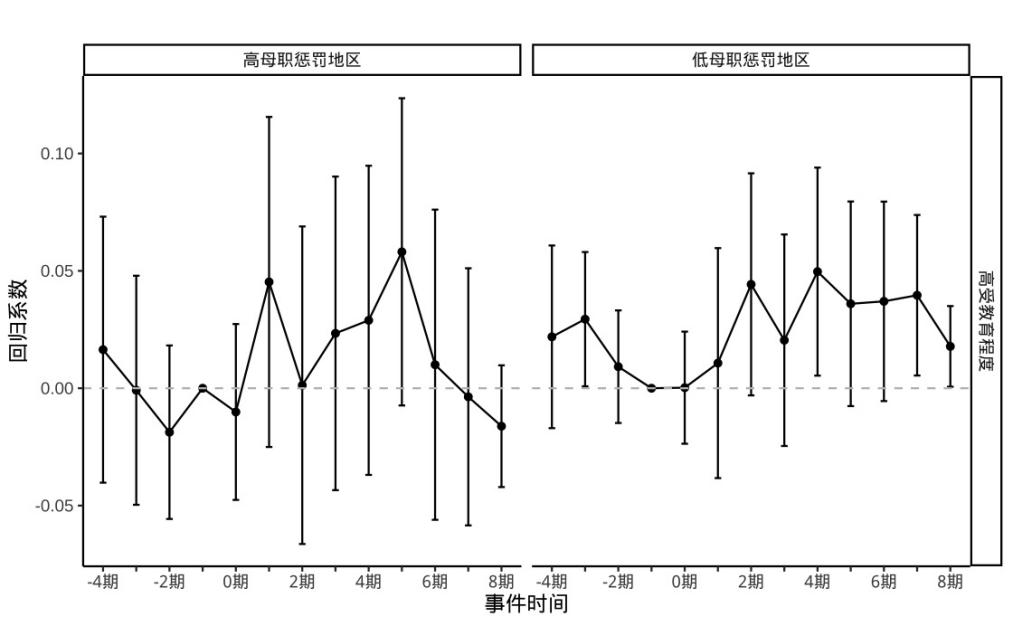 高母职惩罚地区
低母职惩罚地区
0.10
0.05
0.00
-0.05
回归系数
高受教育程度
-4期
-2期
0期
2期
4期
6期
8期
-4期
-2期
0期
2期
4期
6期
8期
事件时间